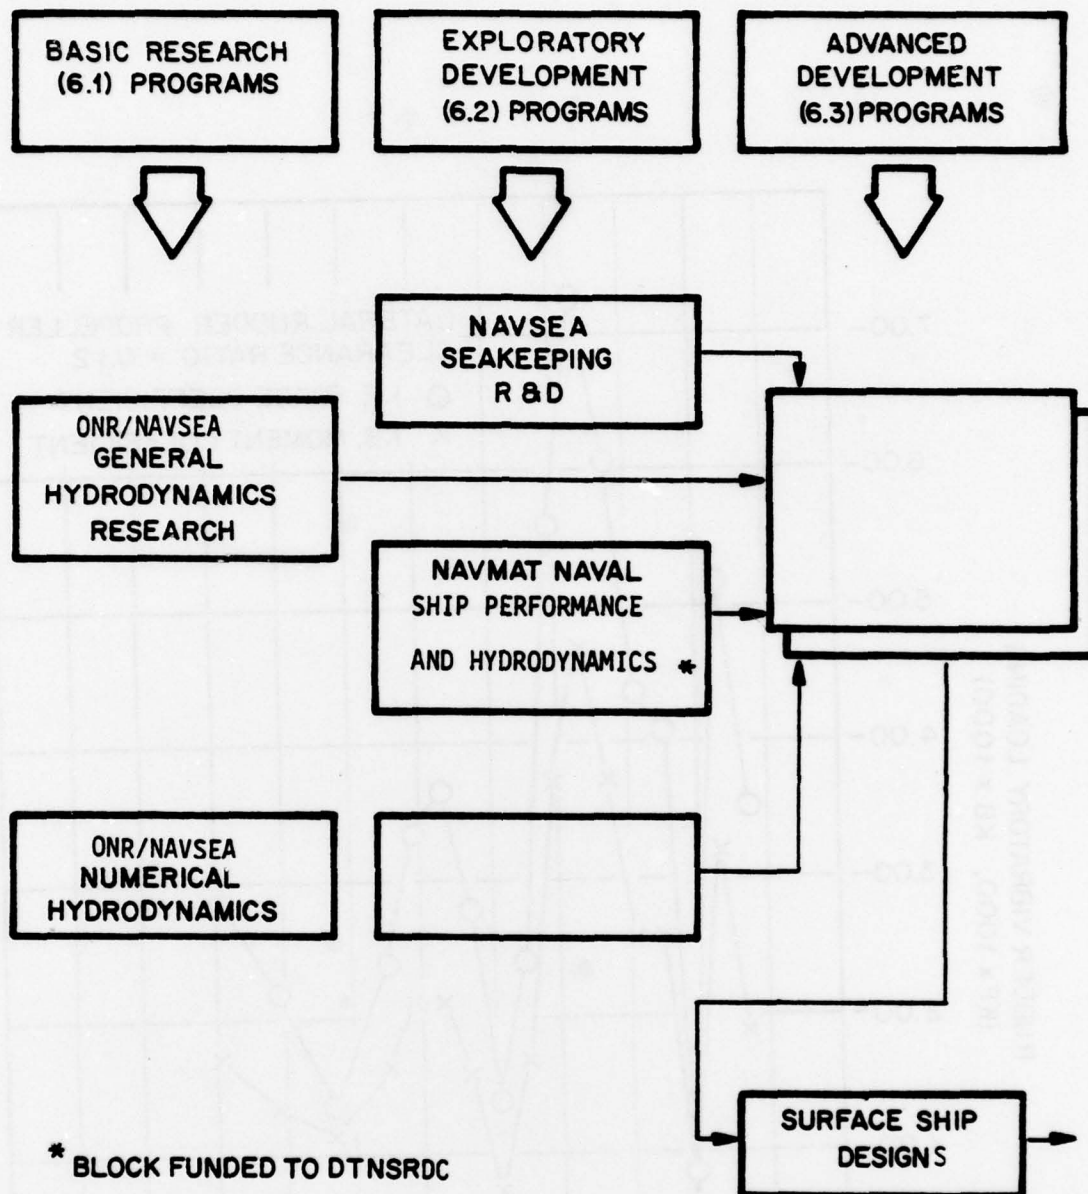 BASIC RESEARCH
(6.1) PROGRAMS
EXPLORATORY
DEVELOPMENT
(6.2) PROGRAMS
ADVANCED
DEVELOPMENT
(6.3) PROGRAMS
NAVSEA
SEAKEEPING
R & D
ONR/NAVSEA
GENERAL
HYDRODYNAMICS
RESEARCH
NAVMAT NAVAL
SHIP PERFORMANCE
AND HYDRODYNAMICS *
ONR/NAVSEA
NUMERICAL
HYDRODYNAMICS
SURFACE SHIP
DESIGNS
* BLOCK FUNDED TO DTNSRDC